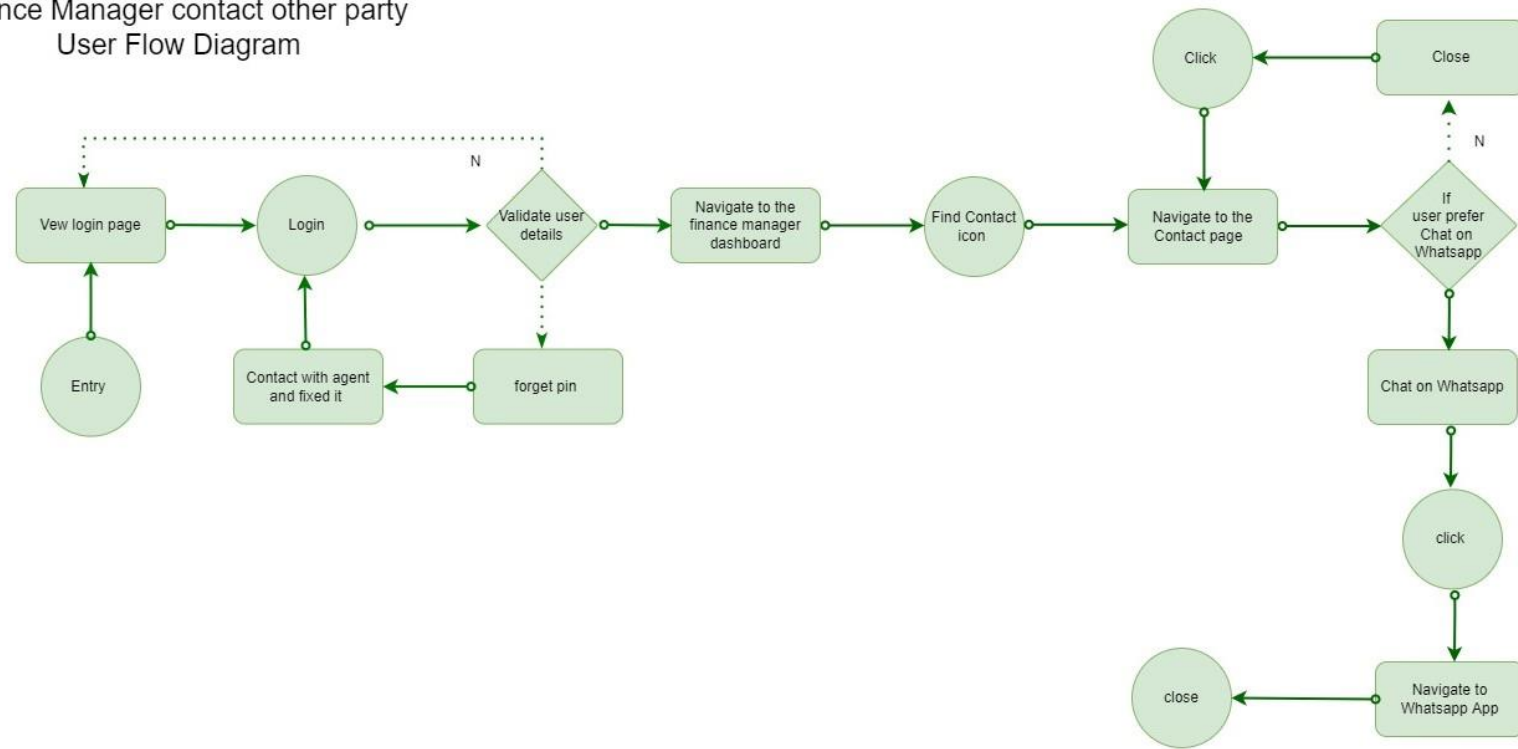 nce Manager contact other party
User Flow Diagram
Click
Close
N
N
Vew login page
Login
Validate user
details
Navigate to the
finance manager
dashboard
Find Contact
icon
Navigate to the
Contact page
If
user prefer
Chat on
Whatsapp
Entry
Contact with agent
and fixed it
forget pin
Chat on Whatsapp
click
close
Navigate to
Whatsapp App